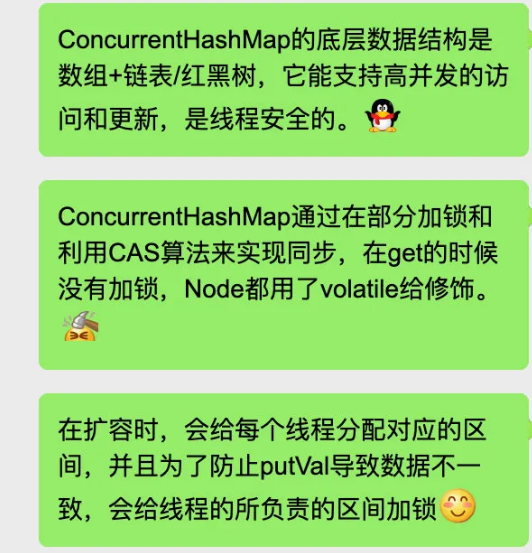 ConcurrentHashMap的底层数据结构是
数组+链表/红黑树，它能支持高并发的访
问和更新，是线程安全的。
ConcurrentHashMap通过在部分加锁和
利用CAS算法来实现同步，在get的时候
没有加锁，Node都用了volatile给修饰。
在扩容时，会给每个线程分配对应的区
间，并且为了防止putVal导致数据不一
致，会给线程的所负责的区间加锁